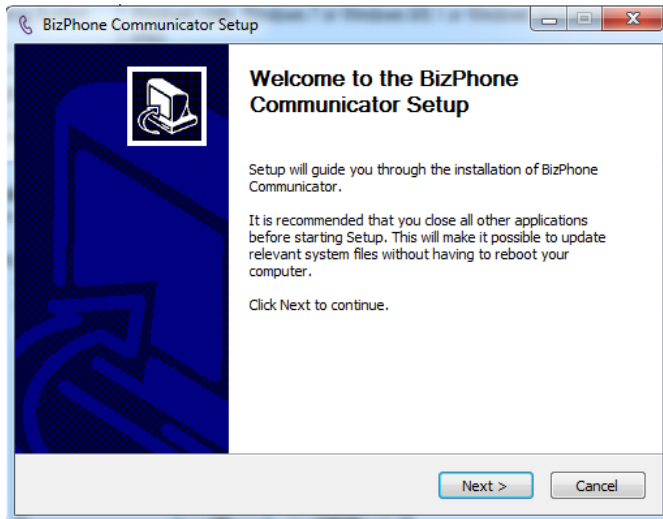 BizPhone Communicator Setup
Welcome to the BizPhone
Communicator Setup
Setup will guide you through the installation of BizPhone
Communicator.
It is recommended that you close all other applications
before starting Setup. This will make it possible to update
relevant system files without having to reboot your
computer.
Click Next to continue.
Next >
Cancel